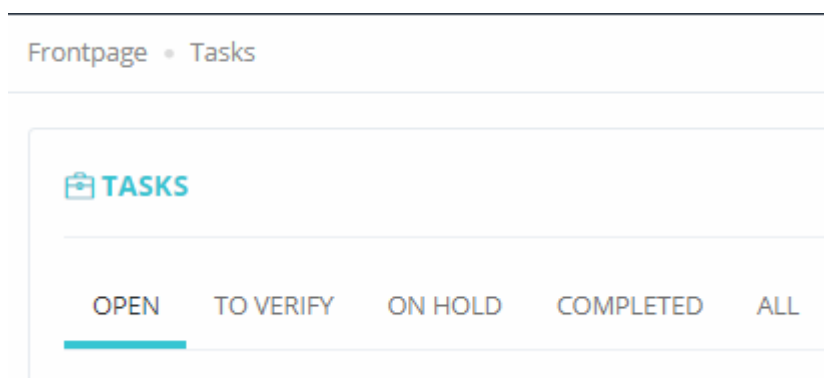 Frontpage • Tasks
TASKS
OPEN TO VERIFY ON HOLD COMPLETED ALL